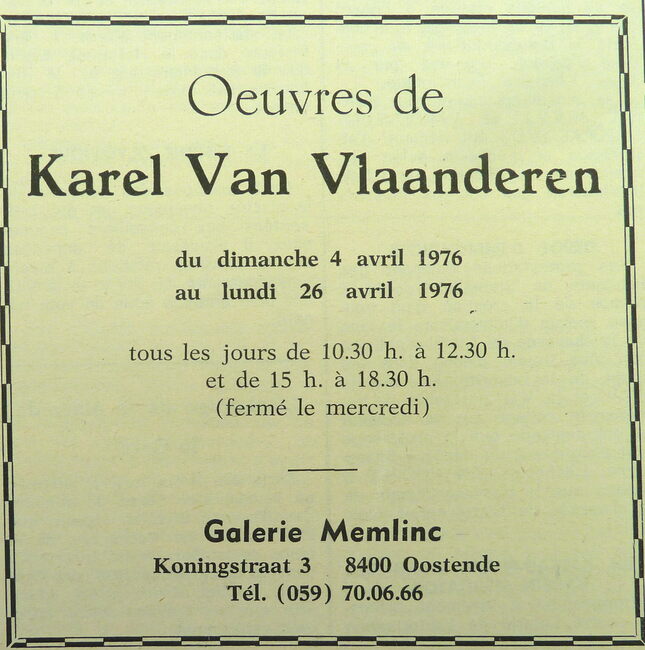 Oeuvres de
Karel Van Vlaanderen
du dimanche 4 avril 1976
au lundi 26 avril 1976
tous les jours de 10.30 h. à 12.30 h.
et de 15 h. à 18.30 h.
(fermé le mercredi)
Galerie Memlinc
Koningstraat 3 8400 Oostende
Tél. (059) 70.06.66